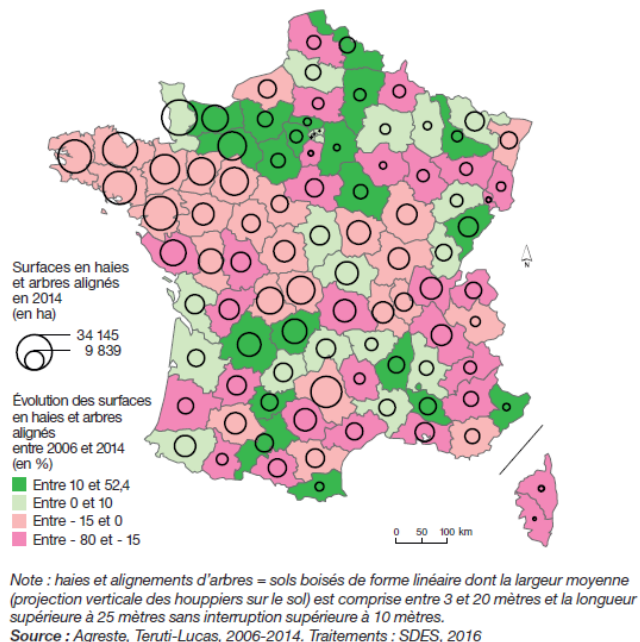 Surfaces en haies
et arbres alignés
en 2014
(en ha)
34 145
9 839
Évolution des surfaces
en haies et arbres
alignés
entre 2006 et 2014
(en %)
Entre 10 et 52,4
Entre 0 et 10
Entre - 15 et 0
Entre - 80 et - 15
N
0 50 100 km
Note : haies et alignements d'arbres = sols boisés de forme linéaire dont la largeur moyenne
(projection verticale des houppiers sur le sol) est comprise entre 3 et 20 mètres et la longueur
supérieure à 25 mètres sans interruption supérieure à 10 mètres.
Source : Agreste, Teruti-Lucas, 2006-2014. Traitements : SDES, 2016